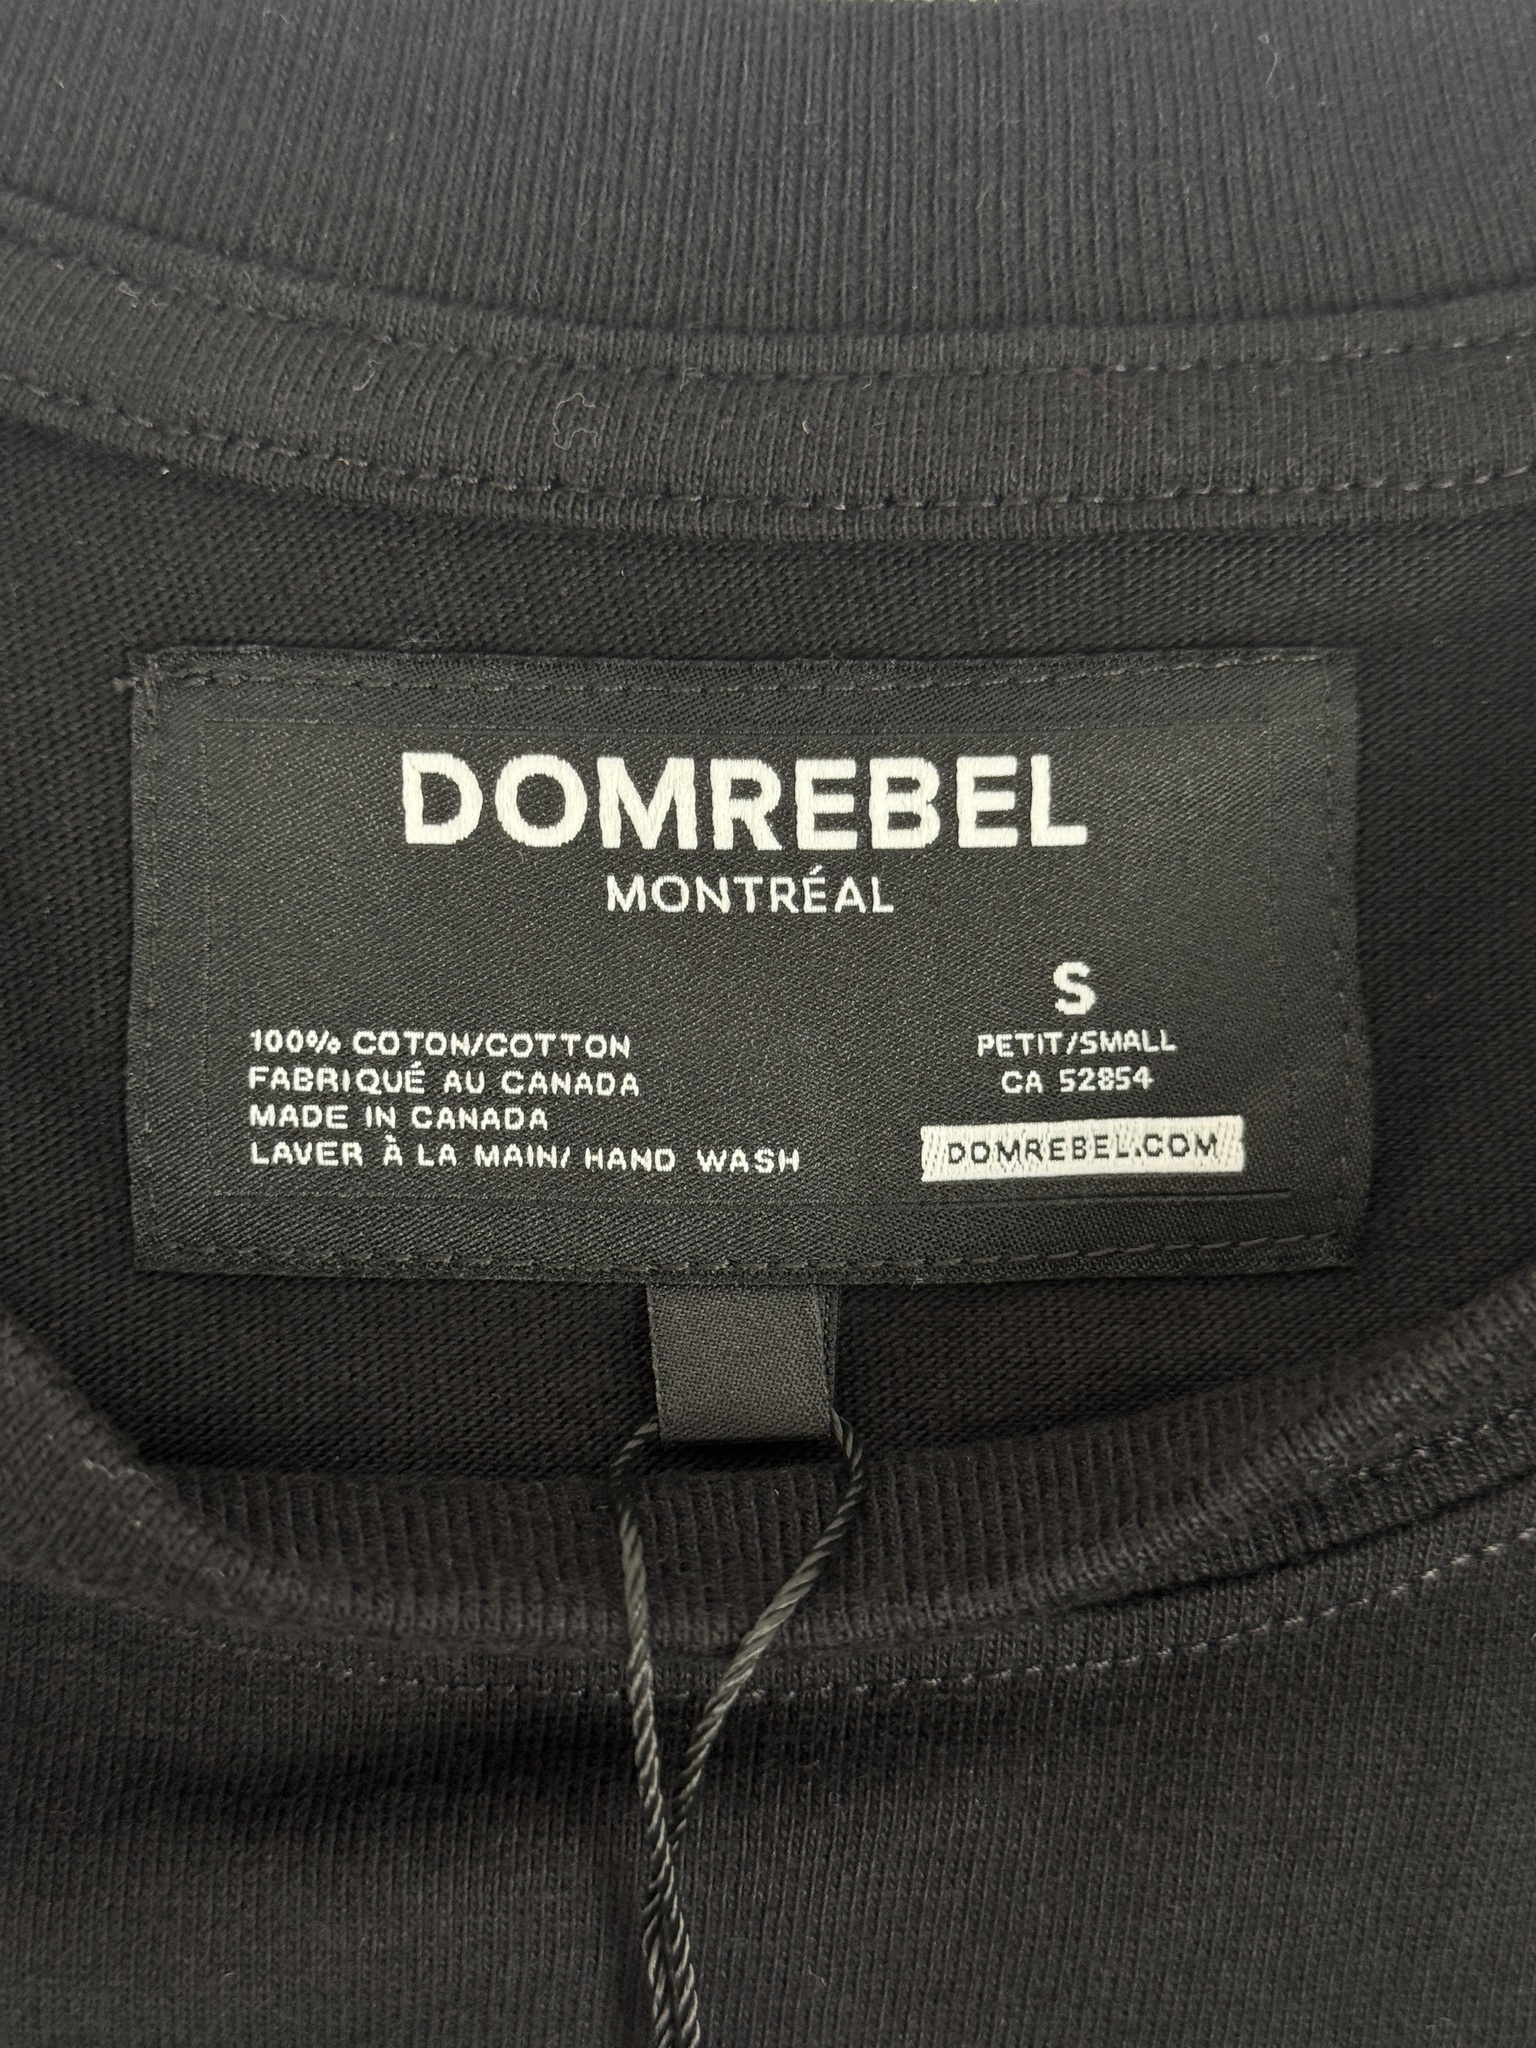 DOMREBEL
MONTRÉAL
S
PETIT/SMALL
CA 52854
DOMREBEL.COM
100% COTON/COTTON
FABRIQUÉ AU CANADA
MADE IN CANADA
LAVER À LA MAIN/ HAND WASH